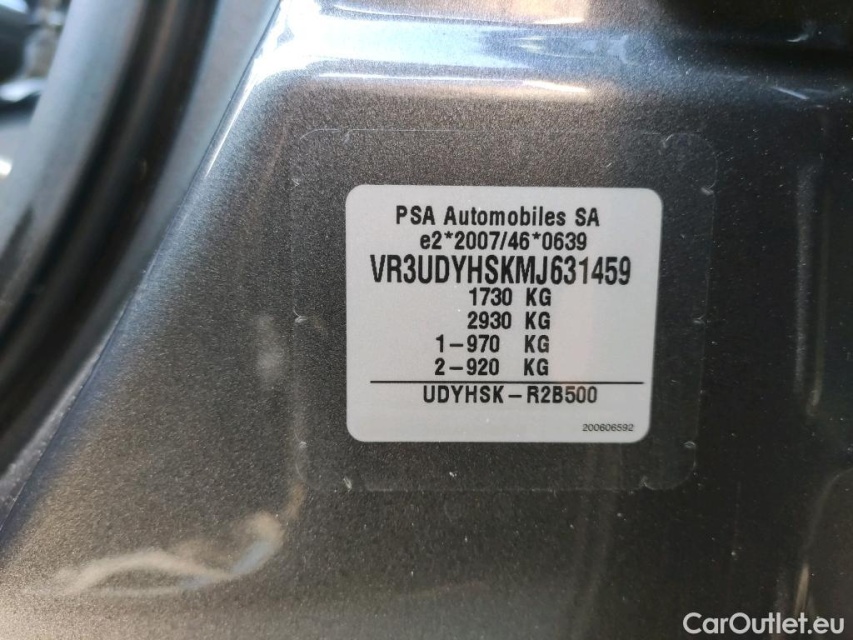 PSA Automobiles SA
e2*2007/46*0639
VR3UDYHSKMJ631459
1730 KG
2930 KG
1-970 KG
2-920 KG
UDYHSK-R2B500
200606592
CarOutlet.eu